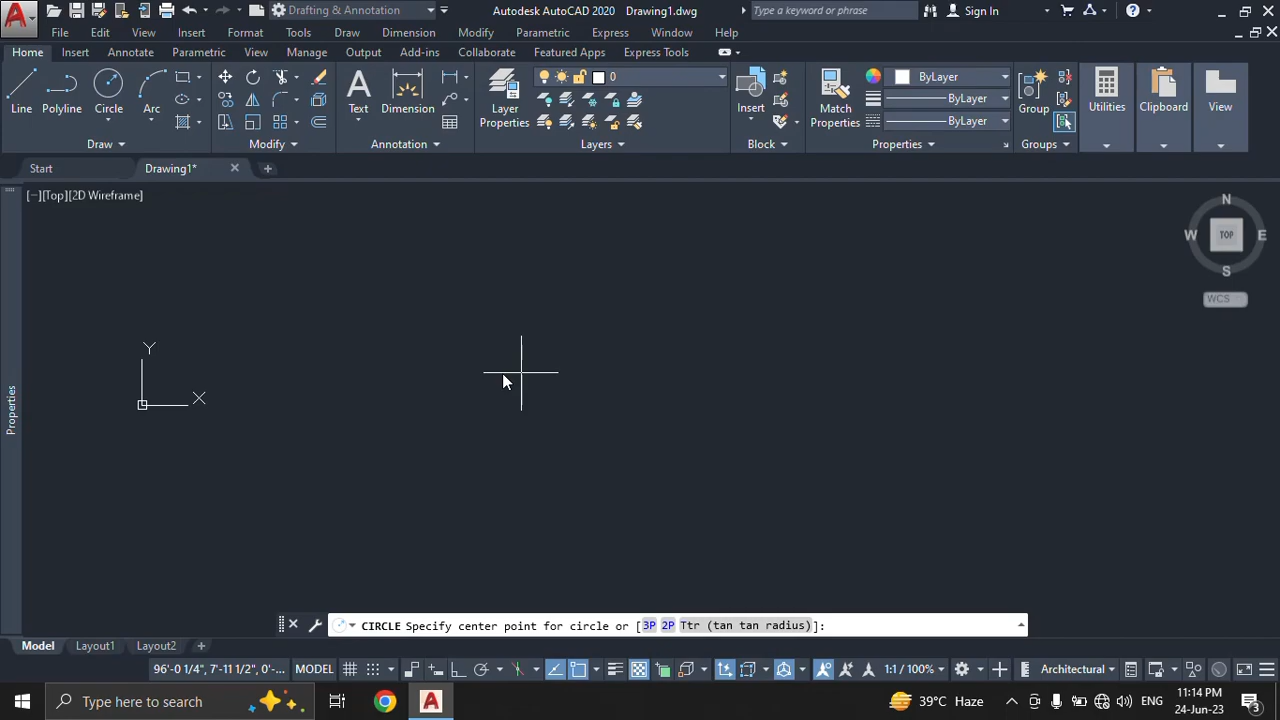 Drafting & Annotation
Autodesk AutoCAD 2020 Drawing1.dwg
Type a keyword or phrase
Sign In
File Edit View Insert Format Tools Draw Dimension Modify Parametric Express Window Help
Home Insert Annotate Parametric View Manage Output Add-ins Collaborate Featured Apps Express Tools
A 0 ByLayer
ByLayer
Line Polyline Circle Arc Text Dimension Layer Properties Insert Match Properties Group Utilities Clipboard View
ByLayer
Draw Modify Annotation Layers Block Properties Groups
Start Drawing1*
[−][Top][2D Wireframe]
N
W TOP E
S
WCS
Y
X
Properties
CIRCLE Specify center point for circle or [3P 2P Ttr (tan tan radius)]:
Model Layout1 Layout2
96'-0 1/4", 7'-11 1/2", 0'-... MODEL 1:1 / 100% Architectural
Type here to search
39°C Haze
ENG
11:14 PM
24-Jun-23
3